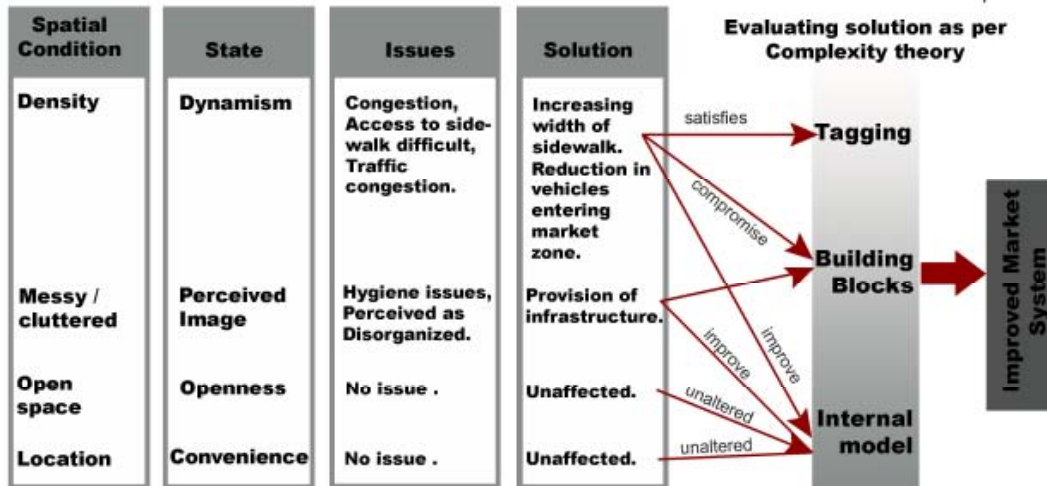 Spatial
Condition
State
Issues
Solution
Evaluating solution as per
Complexity theory
Density
Dynamism
Congestion,
Access to side-
walk difficult,
Traffic
congestion.
Increasing
width of
sidewalk.
Reduction in
vehicles
entering
market
zone.
satisfies
compromise
improve
Tagging
Messy /
cluttered
Perceived
Image
Hygiene issues,
Perceived as
Disorganized.
Provision of
infrastructure.
improve
Building
Blocks
Open
space
Openness
No issue .
Unaffected.
unaltered
Location
Convenience
No issue .
Unaffected.
unaltered
Internal
model
Improved Market
System